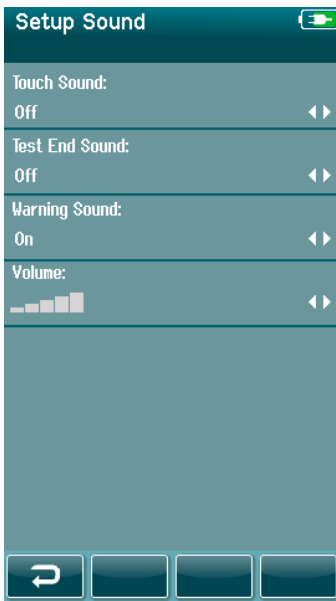 Setup Sound
Touch Sound:
Off
Test End Sound:
Off
Warning Sound:
On
Volume: